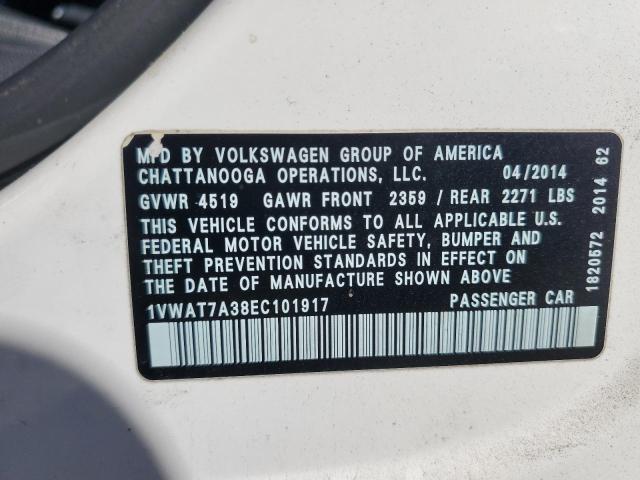 MFD BY VOLKSWAGEN GROUP OF AMERICA
CHATTANOOGA OPERATIONS, LLC. 04/2014
GVWR 4519 GAWR FRONT 2359 / REAR 2271 LBS
THIS VEHICLE CONFORMS TO ALL APPLICABLE U.S.
FEDERAL MOTOR VEHICLE SAFETY, BUMPER AND
THEFT PREVENTION STANDARDS IN EFFECT ON
THE DATE OF MANUFACTURE SHOWN ABOVE
1VWAT7A38EC101917 PASSENGER CAR
1820572 2014 62